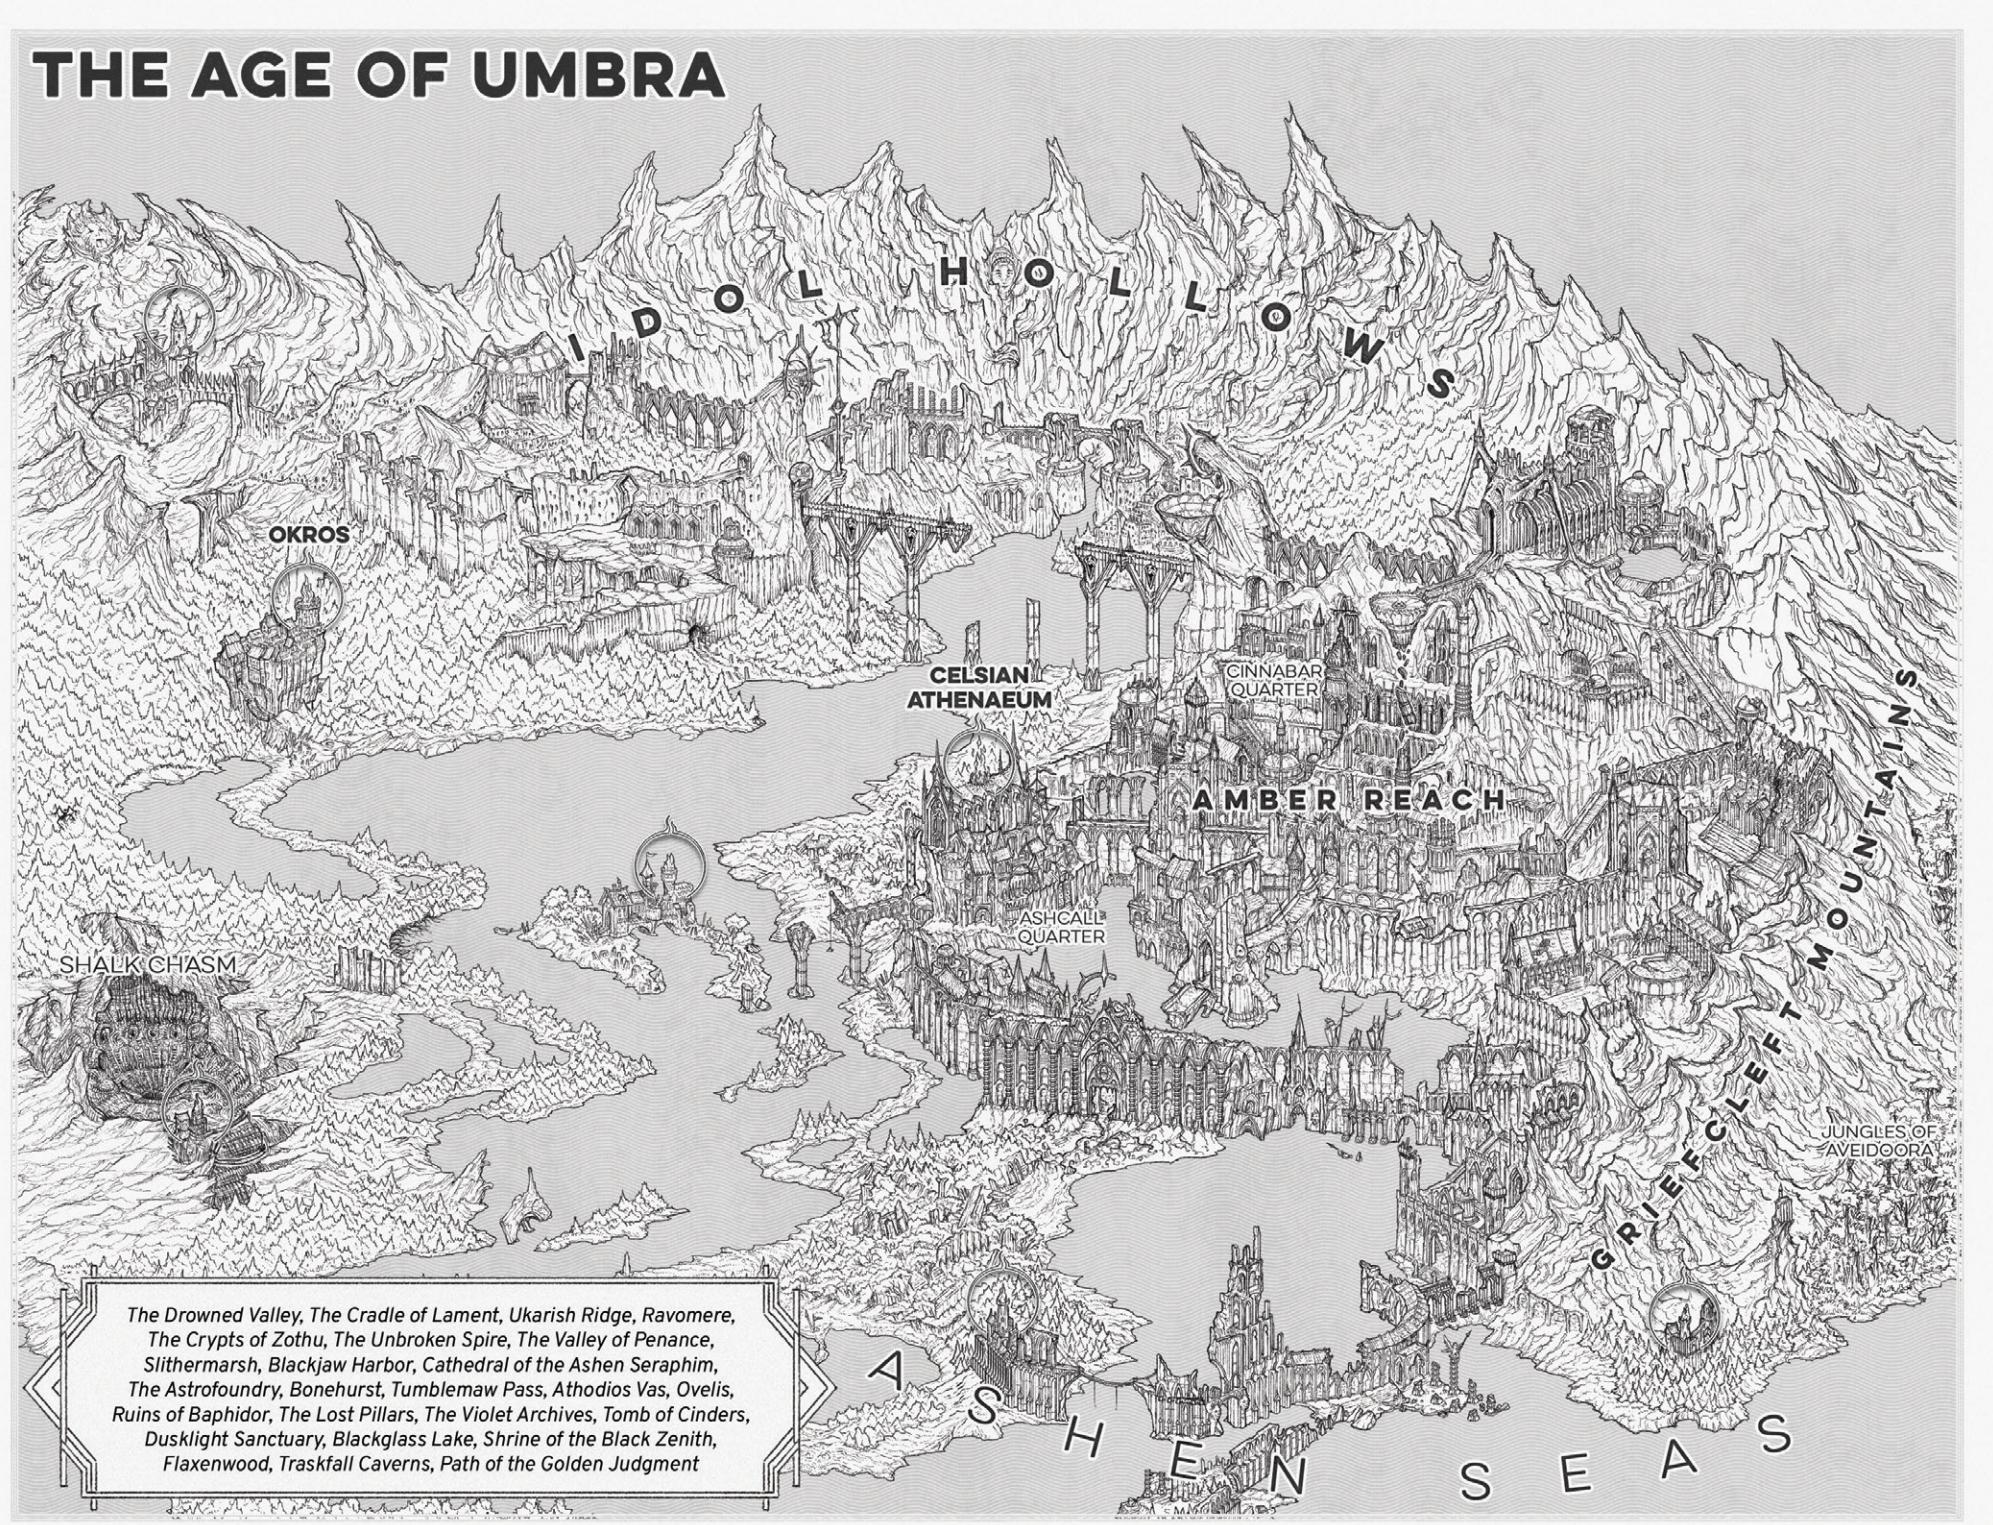 THE AGE OF UMBRA
IDOL HOLLOWS
OKROS
CELSIAN
ATHENAEUM
CINNABAR
QUARTER
AMBER REACH
ASHCALL
QUARTER
SHALK CHASM
GRIEFCLEFT MOUNTAINS
JUNGLES OF
AVEIDOORA
ASHEN SEAS
The Drowned Valley, The Cradle of Lament, Ukarish Ridge, Ravomere,
The Crypts of Zothu, The Unbroken Spire, The Valley of Penance,
Slithermarsh, Blackjaw Harbor, Cathedral of the Ashen Seraphim,
The Astrofoundry, Bonehurst, Tumblemaw Pass, Athodios Vas, Ovelis,
Ruins of Baphidor, The Lost Pillars, The Violet Archives, Tomb of Cinders,
Dusklight Sanctuary, Blackglass Lake, Shrine of the Black Zenith,
Flaxenwood, Traskfall Caverns, Path of the Golden Judgment